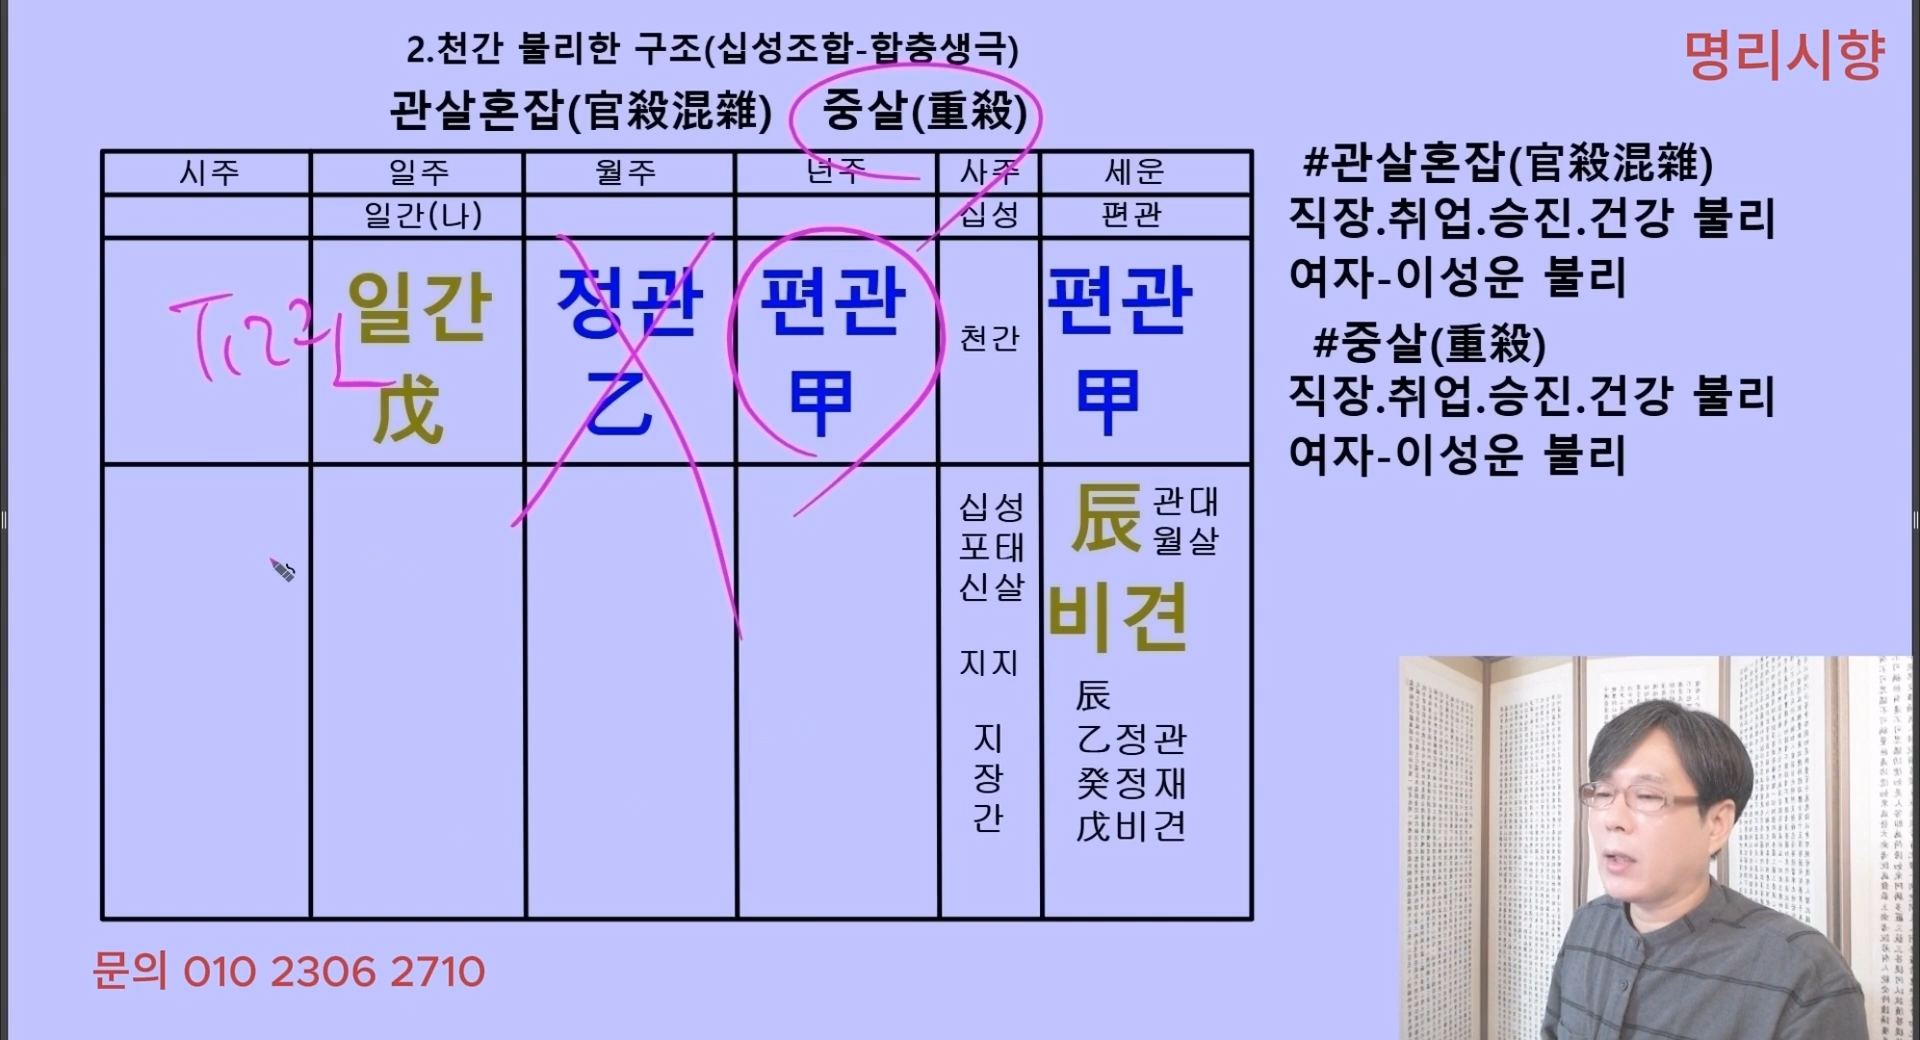 2.천간 불리한 구조(십성조합-합충생극)
명리시향
관살혼잡(官殺混雜) 중살(重殺)
시주 일주 월주 년주 사주 세운
일간(나) 십성 편관
일간 정관 편관 천간 편관
戊 乙 甲 甲
십성
포태
신살
지지
지
장
간
辰 관대
월살
비견
辰
乙정관
癸정재
戊비견
#관살혼잡(官殺混雜)
직장.취업.승진.건강 불리
여자-이성운 불리
#중살(重殺)
직장.취업.승진.건강 불리
여자-이성운 불리
문의 010 2306 2710